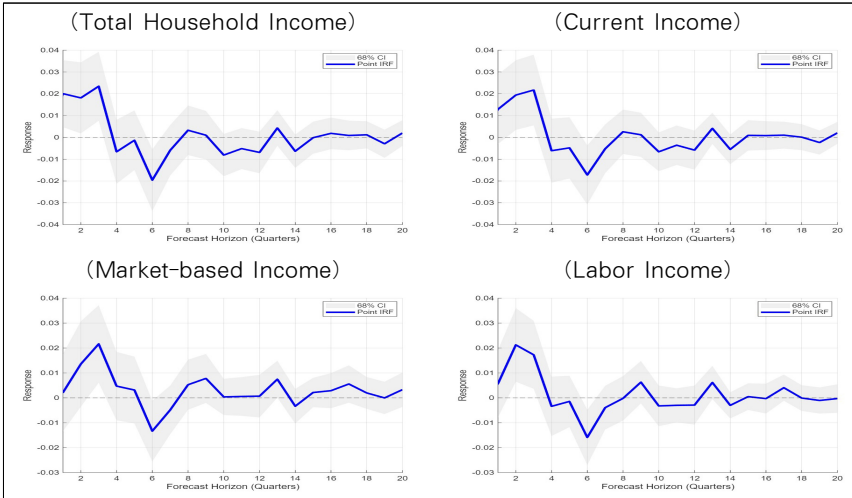 (Total Household Income)
0.04
0.03
0.02
0.01
0
-0.01
-0.02
-0.03
-0.04
Response
68% CI
Point IRF
2 4 6 8 10 12 14 16 18 20
Forecast Horizon (Quarters)
(Current Income)
0.04
0.03
0.02
0.01
0
-0.01
-0.02
-0.03
-0.04
Response
68% CI
Point IRF
2 4 6 8 10 12 14 16 18 20
Forecast Horizon (Quarters)
(Market-based Income)
0.04
0.03
0.02
0.01
0
-0.01
-0.02
-0.03
Response
68% CI
Point IRF
2 4 6 8 10 12 14 16 18 20
Forecast Horizon (Quarters)
(Labor Income)
0.04
0.03
0.02
0.01
0
-0.01
-0.02
-0.03
Response
68% CI
Point IRF
2 4 6 8 10 12 14 16 18 20
Forecast Horizon (Quarters)